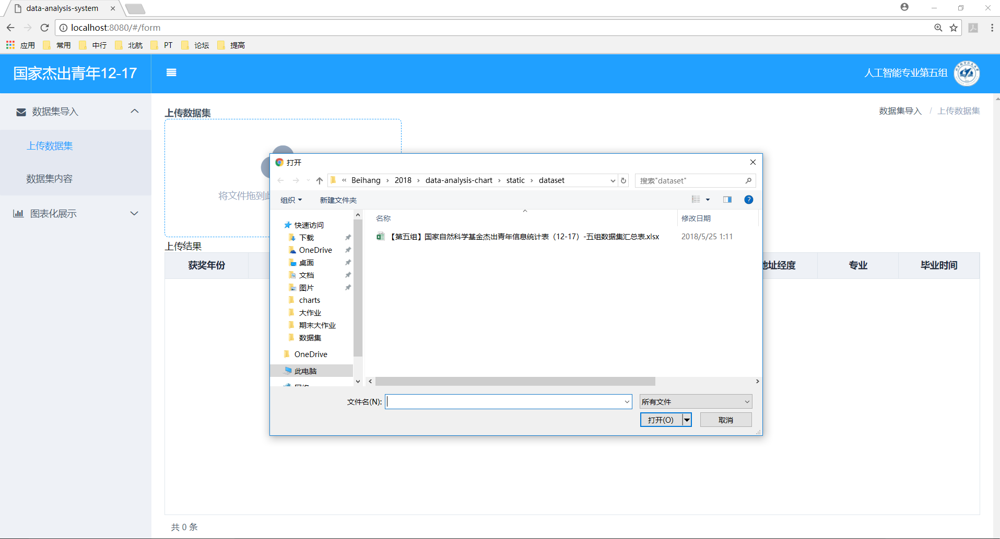 data-analysis-system
localhost:8080/#/form
应用 常用 中行 北航 PT 论坛 提高
国家杰出青年12-17
人工智能专业第五组
数据集导入
上传数据集
数据集内容
图表化展示
上传数据集
数据集导入 / 上传数据集
将文件拖到
上传结果
获奖年份 地址经度 专业 毕业时间
共 0 条
打开
« Beihang › 2018 › data-analysis-chart › static › dataset
搜索"dataset"
组织 新建文件夹
名称 修改日期
【第五组】国家自然科学基金杰出青年信息统计表（12-17）-五组数据集汇总表.xlsx 2018/5/25 1:11
快速访问
下载
OneDrive
桌面
文档
图片
charts
大作业
期末大作业
数据集
OneDrive
此电脑
网络
文件名(N):
所有文件
打开(O) 取消